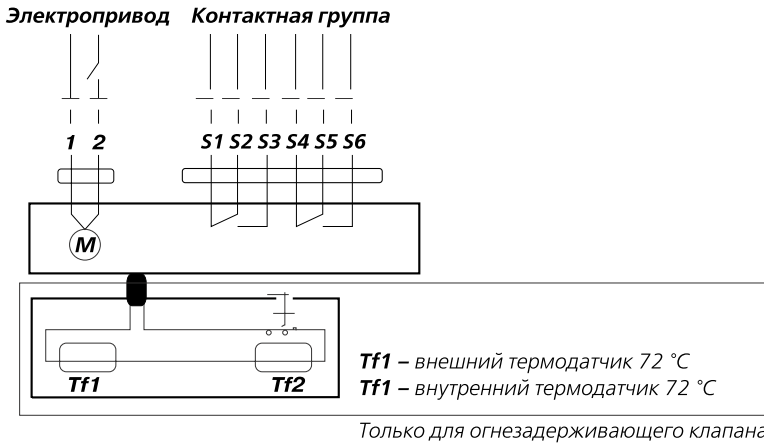 Электропривод Контактная группа
1 2 S1 S2 S3 S4 S5 S6
M
Tf1 – внешний термодатчик 72 °C
Tf1 Tf2 Tf1 – внутренний термодатчик 72 °C
Только для огнезадерживающего клапана